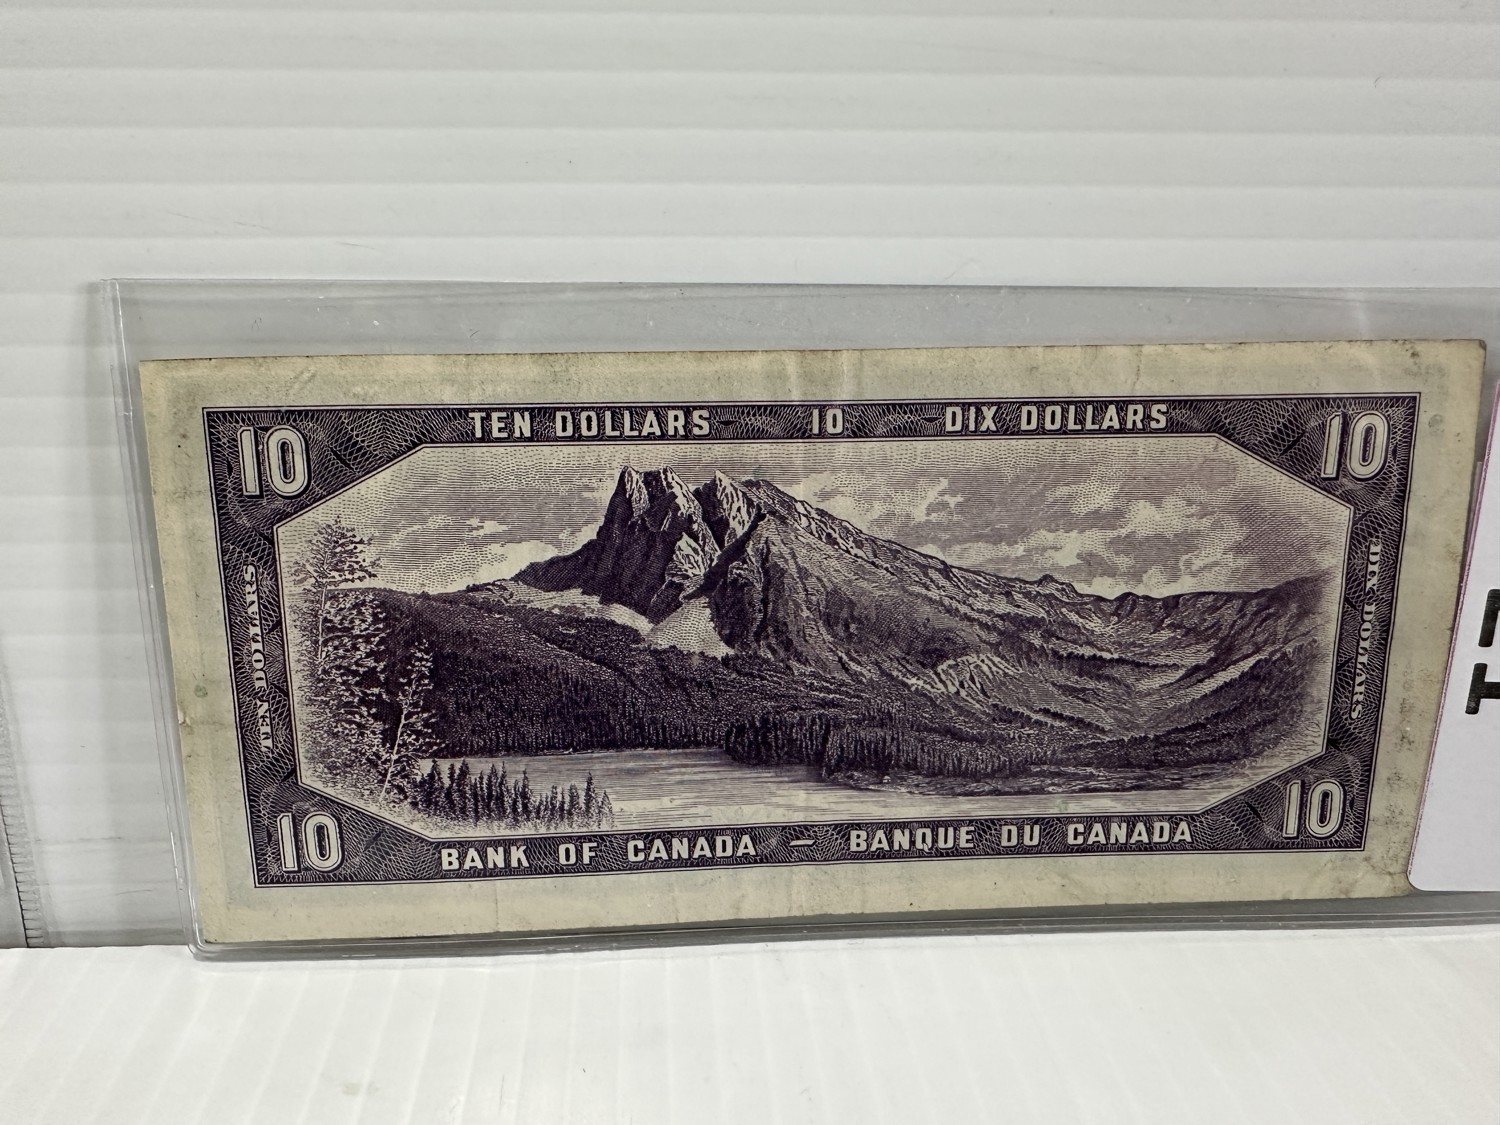 TEN DOLLARS 10 DIX DOLLARS
10 10
TEN DOLLARS
DIX DOLLARS
10 10
BANK OF CANADA — BANQUE DU CANADA